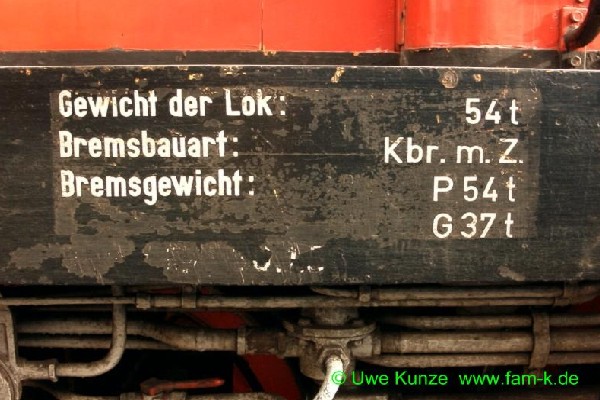 Gewicht der Lok: 54 t
Bremsbauart: Kbr. m. Z.
Bremsgewicht: P 54 t
G 37 t
© Uwe Kunze www.fam-k.de